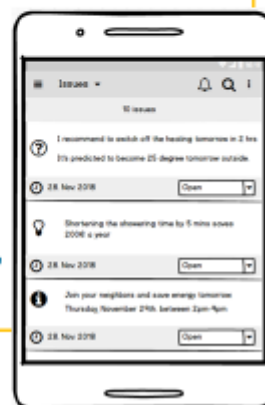 Issues
10 issues
I recommend to switch off the heating tomorrow in 2 hrs
It's predicted to become 25 degree tomorrow outside.
28 Nov 2018
Open
Shortening the showering time by 5 mins saves
200€ a year
28 Nov 2018
Open
Join your neighbors and save energy tomorrow
Thursday, November 29th between 2pm-4pm
28 Nov 2018
Open